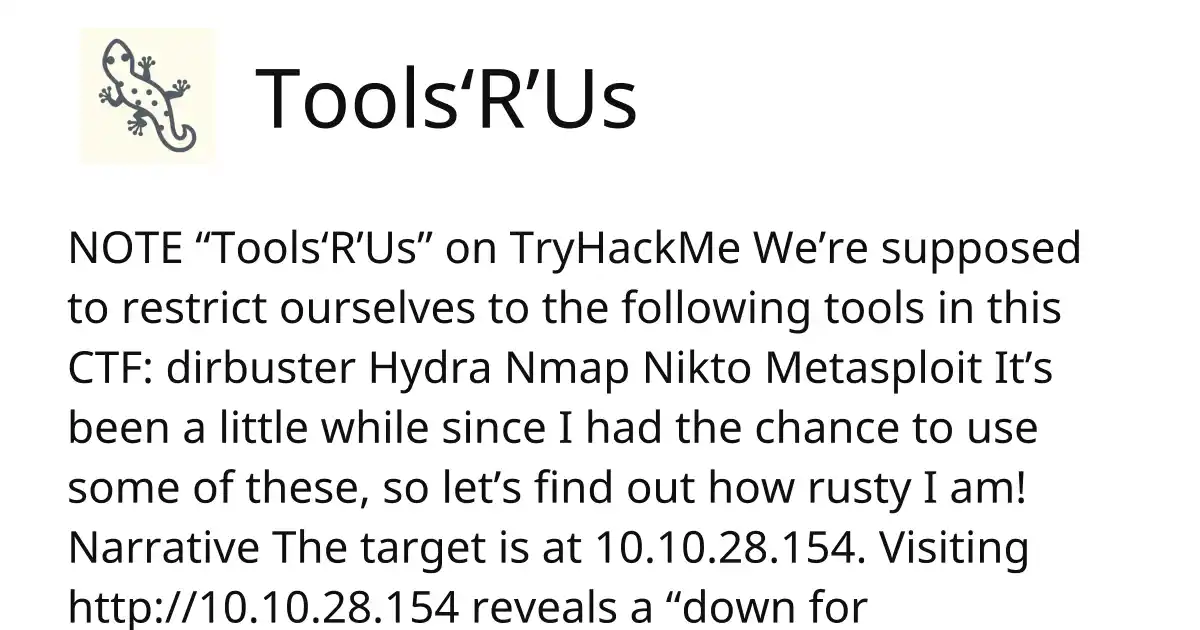 Tools‘R’Us
NOTE “Tools‘R’Us” on TryHackMe We’re supposed
to restrict ourselves to the following tools in this
CTF: dirbuster Hydra Nmap Nikto Metasploit It’s
been a little while since I had the chance to use
some of these, so let’s find out how rusty I am!
Narrative The target is at 10.10.28.154. Visiting
http://10.10.28.154 reveals a “down for